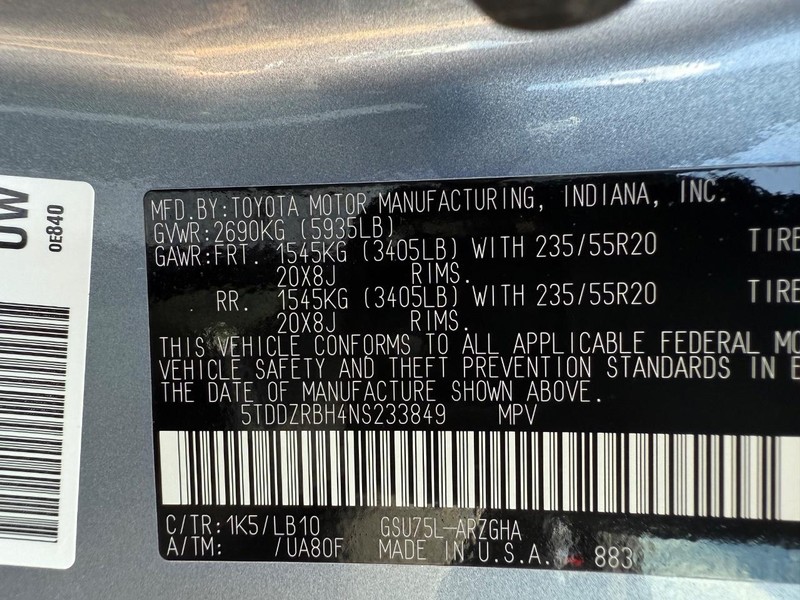 MFD.BY:TOYOTA MOTOR MANUFACTURING, INDIANA, INC.
GVWR:2690KG (5935LB)
GAWR:FRT. 1545KG (3405LB) WITH 235/55R20 TIRE
20X8J RIMS.
RR. 1545KG (3405LB) WITH 235/55R20 TIRE
20X8J RIMS.
THIS VEHICLE CONFORMS TO ALL APPLICABLE FEDERAL MO
VEHICLE SAFETY AND THEFT PREVENTION STANDARDS IN E
THE DATE OF MANUFACTURE SHOWN ABOVE.
5TDDZRBH4NS233849 MPV
C/TR:1K5/LB10 GSU75L-ARZGHA
A/TM: /UA80F MADE IN U.S.A. 883
0W
0E840